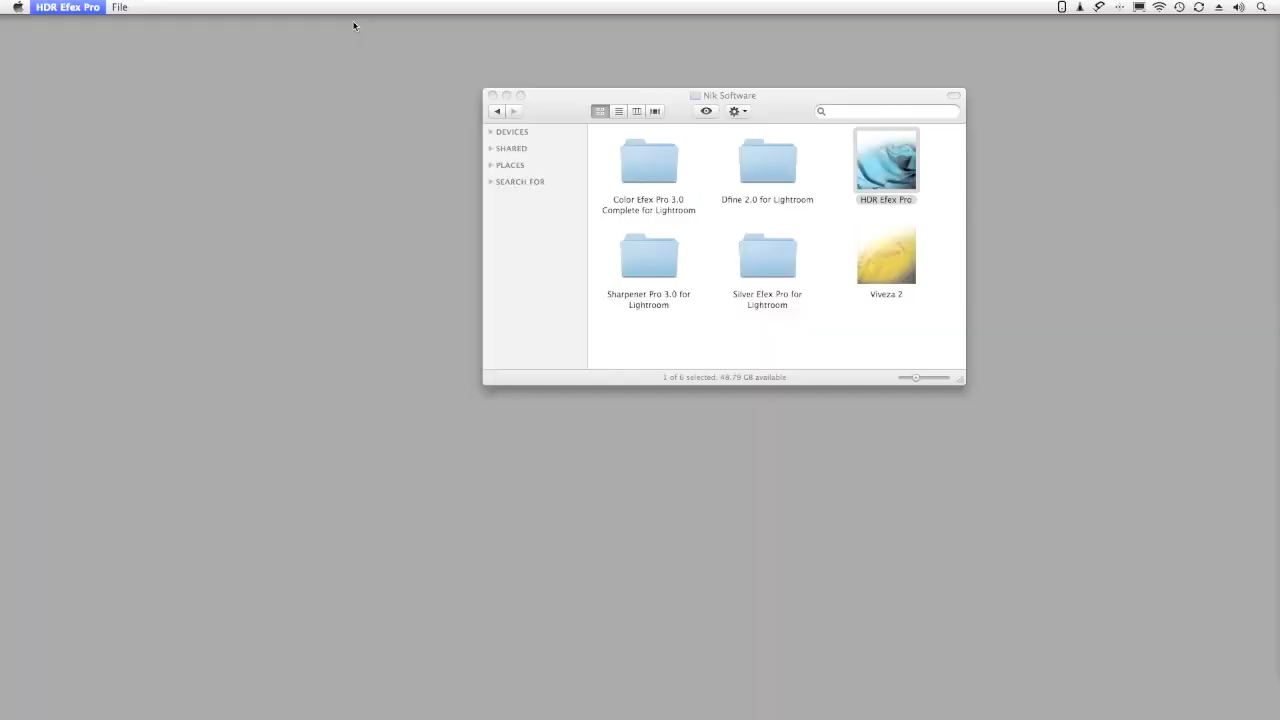 HDR Efex Pro File
Nik Software
DEVICES
SHARED
PLACES
SEARCH FOR
Color Efex Pro 3.0
Complete for Lightroom
Dfine 2.0 for Lightroom
HDR Efex Pro
Sharpener Pro 3.0 for
Lightroom
Silver Efex Pro for
Lightroom
Viveza 2
1 of 6 selected, 48.79 GB available